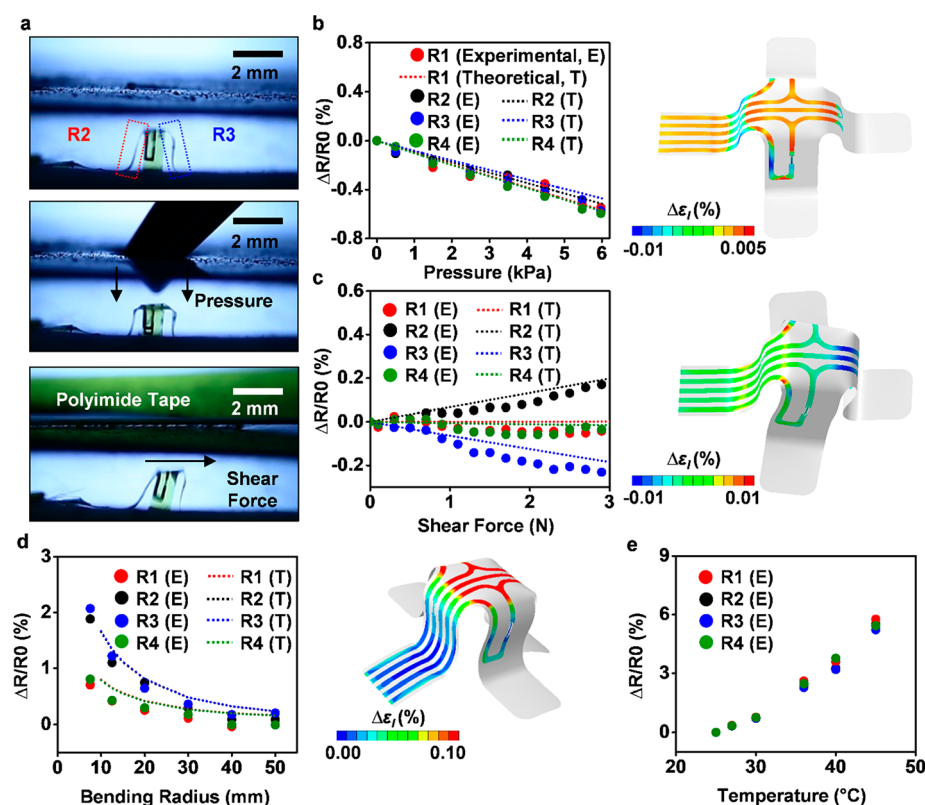 a
2 mm
R2
R3
2 mm
Pressure
Polyimide Tape
2 mm
Shear
Force
b
ΔR/R0 (%)
0.8
0.4
0.0
-0.4
-0.8
R1 (Experimental, E)
R1 (Theoretical, T)
R2 (E)
R2 (T)
R3 (E)
R3 (T)
R4 (E)
R4 (T)
0 1 2 3 4 5 6
Pressure (kPa)
Δεl (%)
-0.01 0.005
c
ΔR/R0 (%)
0.6
0.4
0.2
0.0
-0.2
R1 (E) R1 (T)
R2 (E) R2 (T)
R3 (E) R3 (T)
R4 (E) R4 (T)
0 1 2 3
Shear Force (N)
Δεl (%)
-0.01 0.01
d
ΔR/R0 (%)
3
2
1
0
R1 (E) R1 (T)
R2 (E) R2 (T)
R3 (E) R3 (T)
R4 (E) R4 (T)
0 10 20 30 40 50
Bending Radius (mm)
Δεl (%)
0.00 0.10
e
ΔR/R0 (%)
9
6
3
0
R1 (E)
R2 (E)
R3 (E)
R4 (E)
20 30 40 50
Temperature (°C)